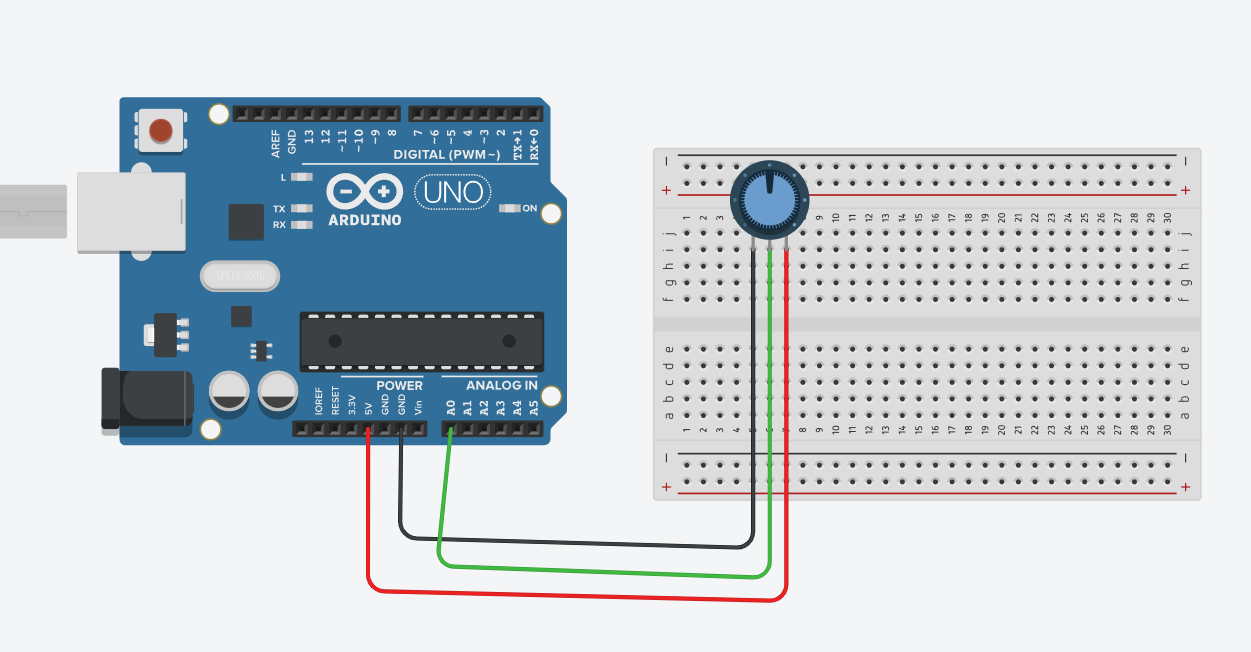 AREF
GND
13
12
~11
~10
~9
8
7
~6
~5
4
~3
2
TX→1
RX←0
DIGITAL (PWM ~)
L
TX
RX
ARDUINO
UNO
ON
IOREF
RESET
3.3V
5V
GND
GND
Vin
POWER
ANALOG IN
A0
A1
A2
A3
A4
A5
− −
+ +
1 2 3 9 10 11 12 13 14 15 16 17 18 19 20 21 22 23 24 25 26 27 28 29 30
j j
i i
h h
g g
f f
e e
d d
c c
b b
a a
1 2 3 4 8 9 10 11 12 13 14 15 16 17 18 19 20 21 22 23 24 25 26 27 28 29 30
− −
+ +